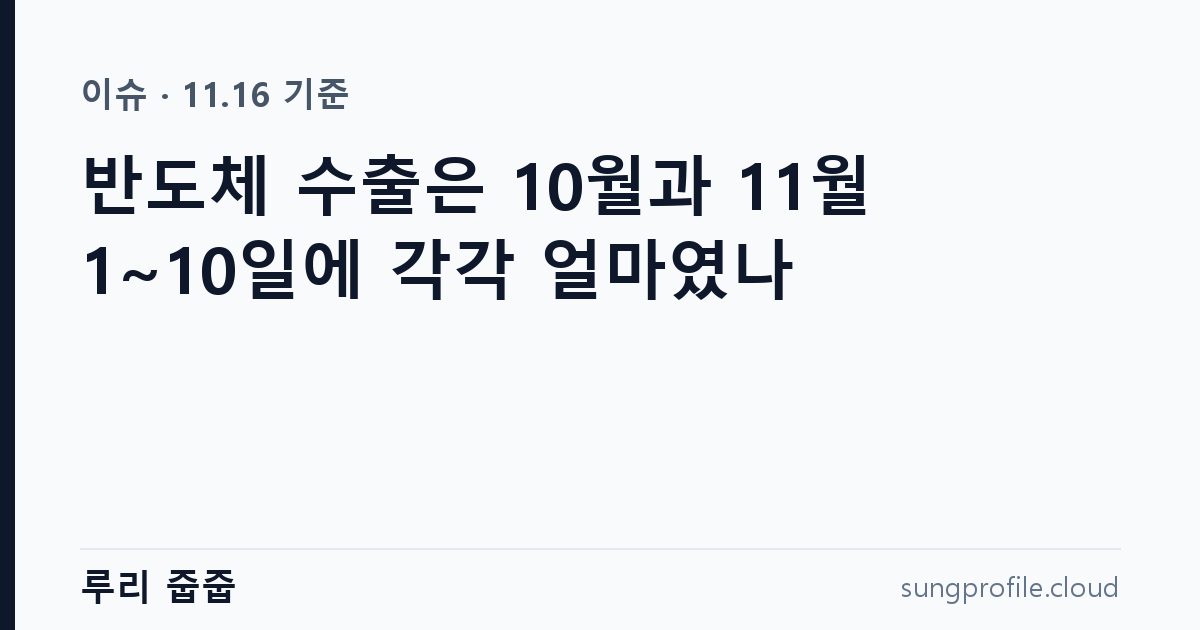 이슈 · 11.16 기준
반도체 수출은 10월과 11월
1~10일에 각각 얼마였나
루리 줍줍
sungprofile.cloud